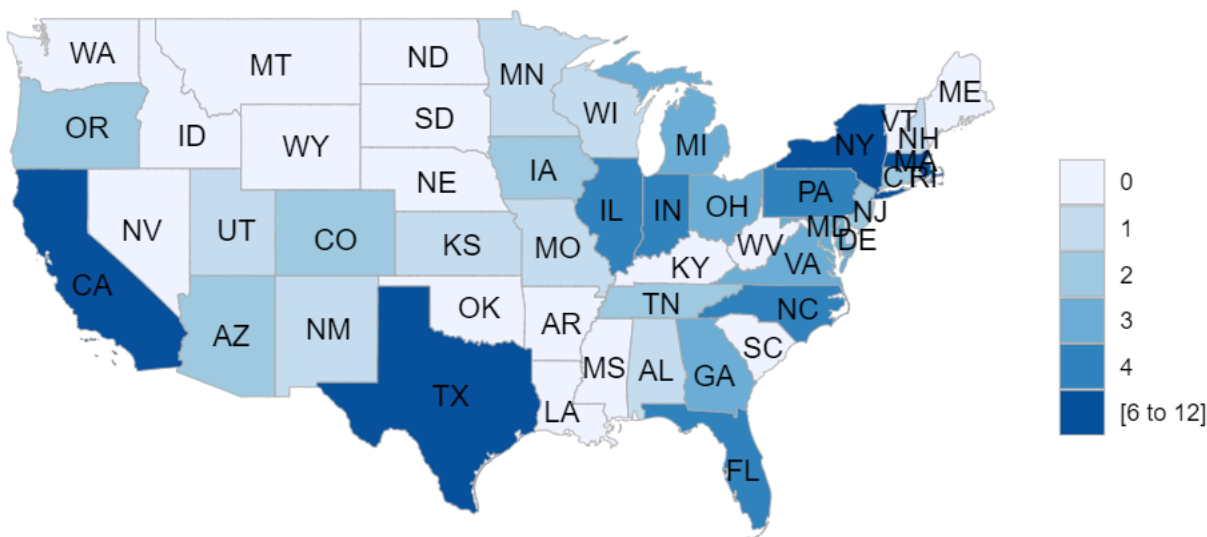 WA
MT
ND
MN
ME
OR
ID
SD
WI
VT
NH
WY
MI
NY
MA
NE
IA
CT
RI
NV
UT
CO
KS
MO
IL
IN
OH
PA
NJ
MD
DE
WV
VA
KY
CA
AZ
NM
OK
AR
TN
NC
SC
TX
LA
MS
AL
GA
FL
0
1
2
3
4
[6 to 12]